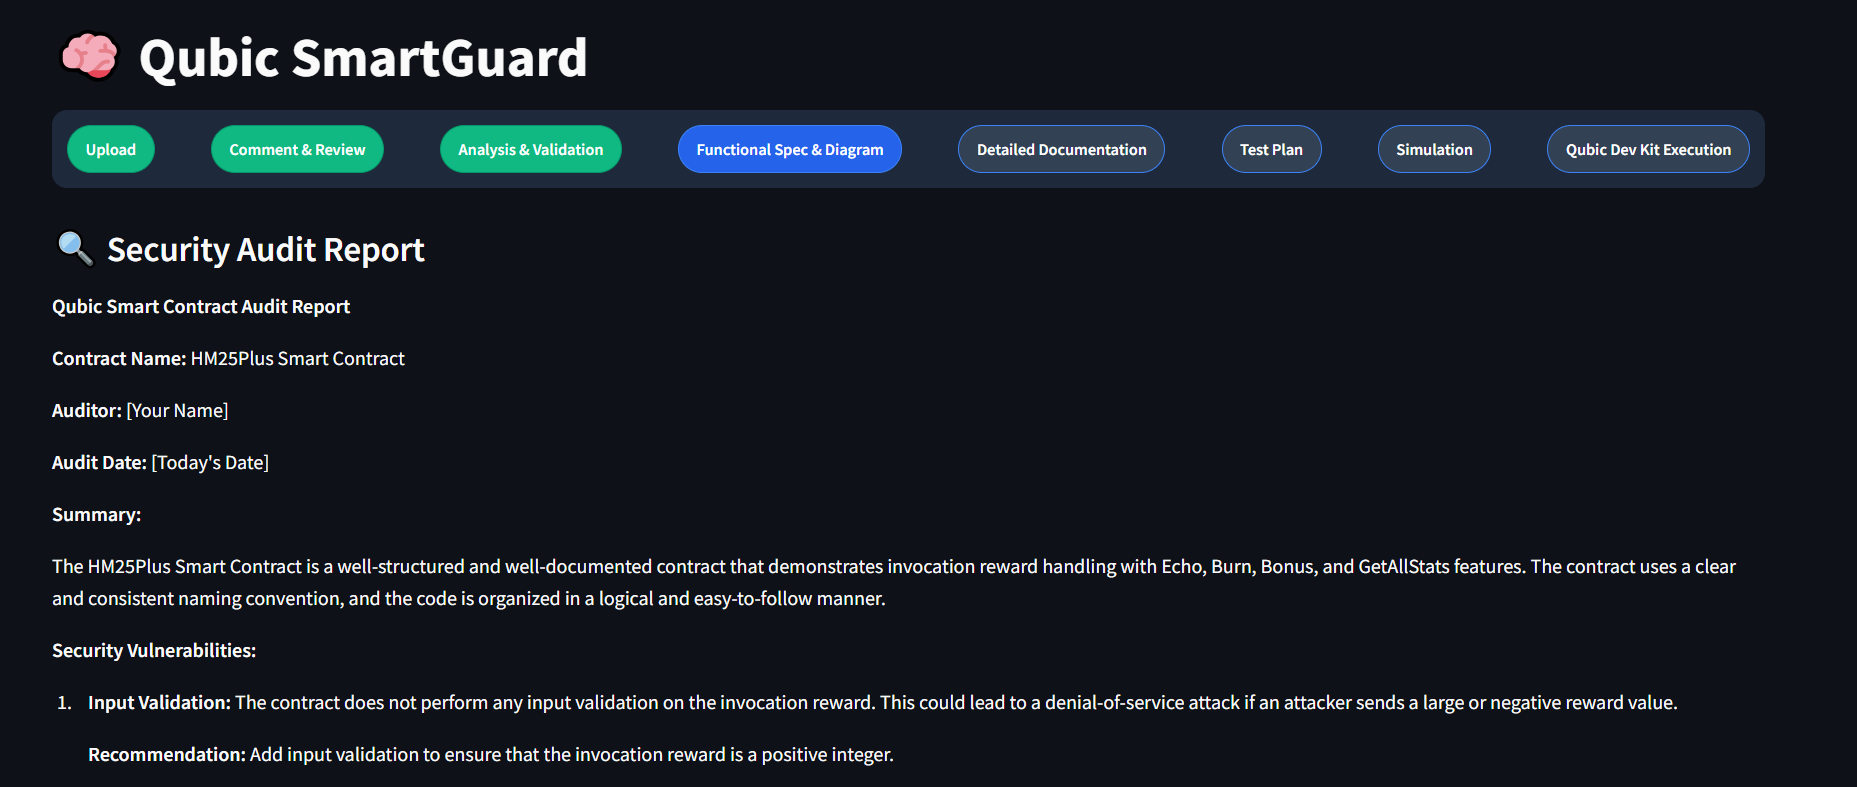 Qubic SmartGuard
Upload
Comment & Review
Analysis & Validation
Functional Spec & Diagram
Detailed Documentation
Test Plan
Simulation
Qubic Dev Kit Execution
Security Audit Report
Qubic Smart Contract Audit Report
Contract Name: HM25Plus Smart Contract
Auditor: [Your Name]
Audit Date: [Today's Date]
Summary:
The HM25Plus Smart Contract is a well-structured and well-documented contract that demonstrates invocation reward handling with Echo, Burn, Bonus, and GetAllStats features. The contract uses a clear
and consistent naming convention, and the code is organized in a logical and easy-to-follow manner.
Security Vulnerabilities:
1. Input Validation: The contract does not perform any input validation on the invocation reward. This could lead to a denial-of-service attack if an attacker sends a large or negative reward value.
Recommendation: Add input validation to ensure that the invocation reward is a positive integer.